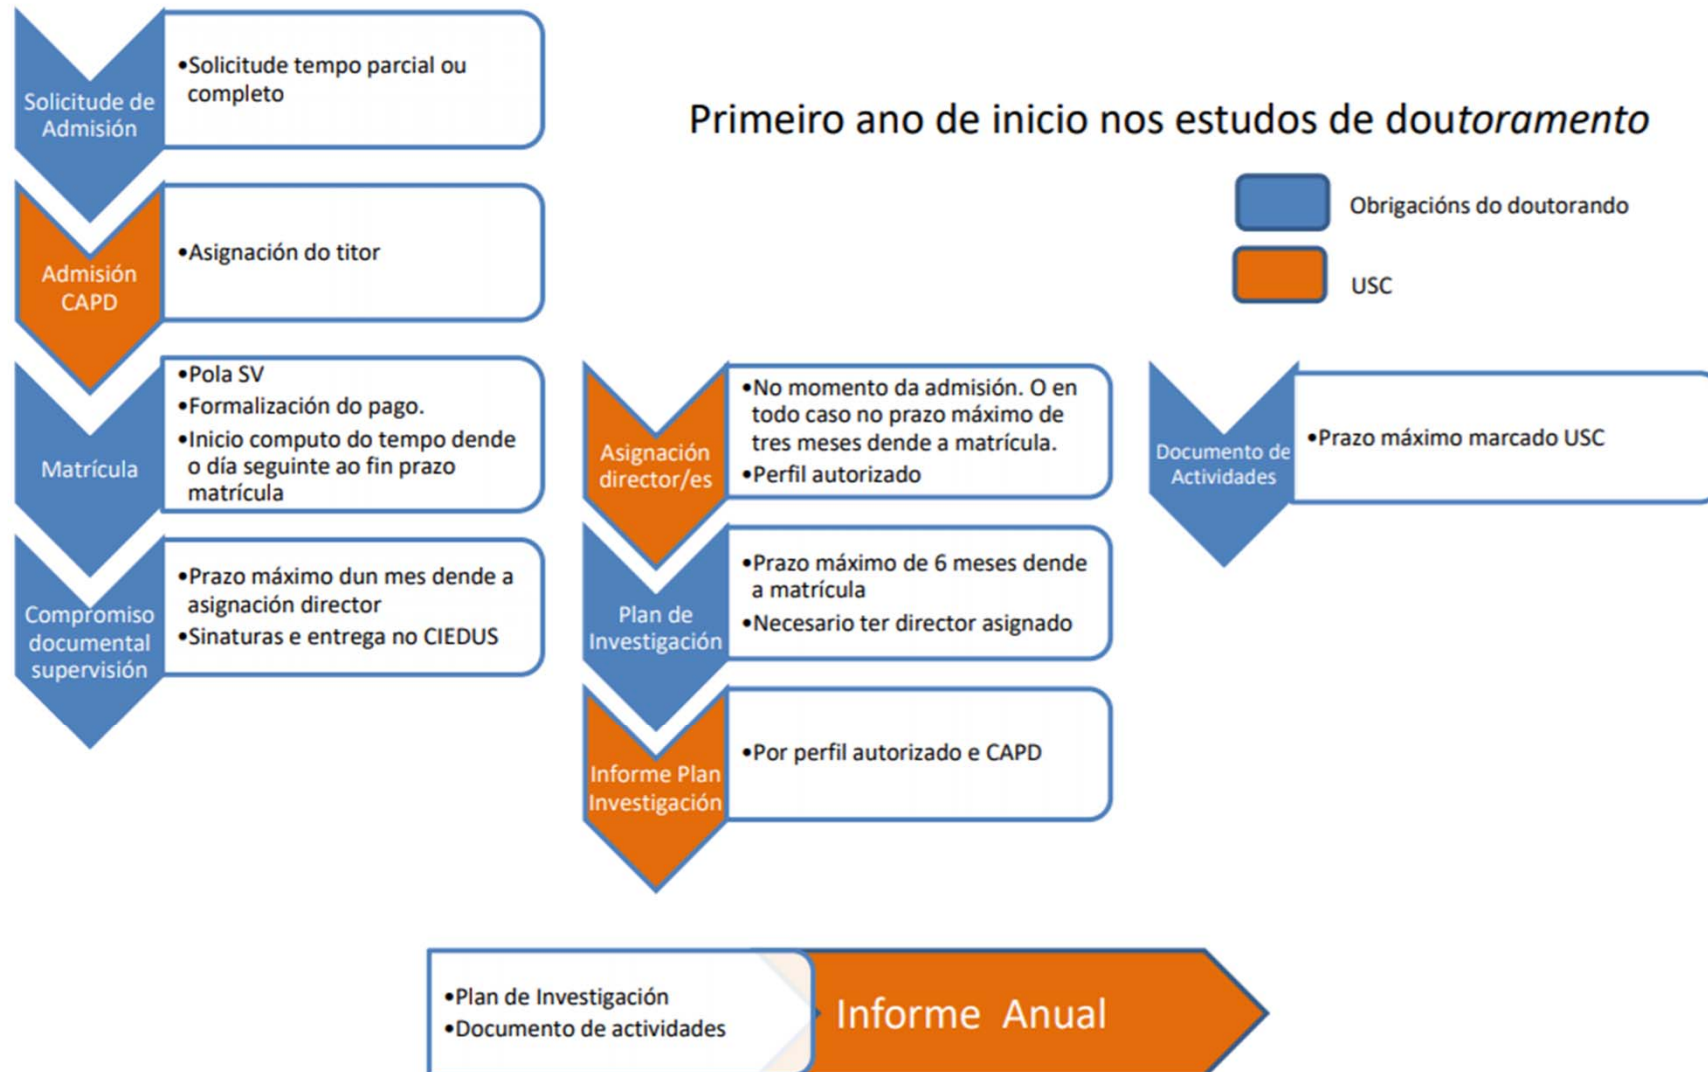 Primeiro ano de inicio nos estudos de doutoramento
Obrigacións do doutorando
USC
Solicitude de
Admisión
•Solicitude tempo parcial ou
completo
Admisión
CAPD
•Asignación do titor
Matrícula
•Pola SV
•Formalización do pago.
•Inicio computo do tempo dende
o día seguinte ao fin prazo
matrícula
Compromiso
documental
supervisión
•Prazo máximo dun mes dende a
asignación director
•Sinaturas e entrega no CIEDUS
Asignación
director/es
•No momento da admisión. O en
todo caso no prazo máximo de
tres meses dende a matrícula.
•Perfil autorizado
Plan de
Investigación
•Prazo máximo de 6 meses dende
a matrícula
•Necesario ter director asignado
Informe Plan
Investigación
•Por perfil autorizado e CAPD
Documento de
Actividades
•Prazo máximo marcado USC
•Plan de Investigación
•Documento de actividades
Informe Anual